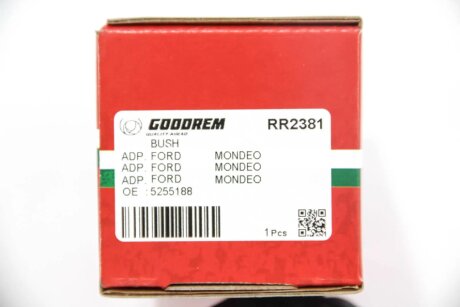 GOODREM RR2381
QUALITY AHEAD
BUSH
ADP. FORD MONDEO
ADP. FORD MONDEO
ADP. FORD MONDEO
OE : 5255188
1 Pcs